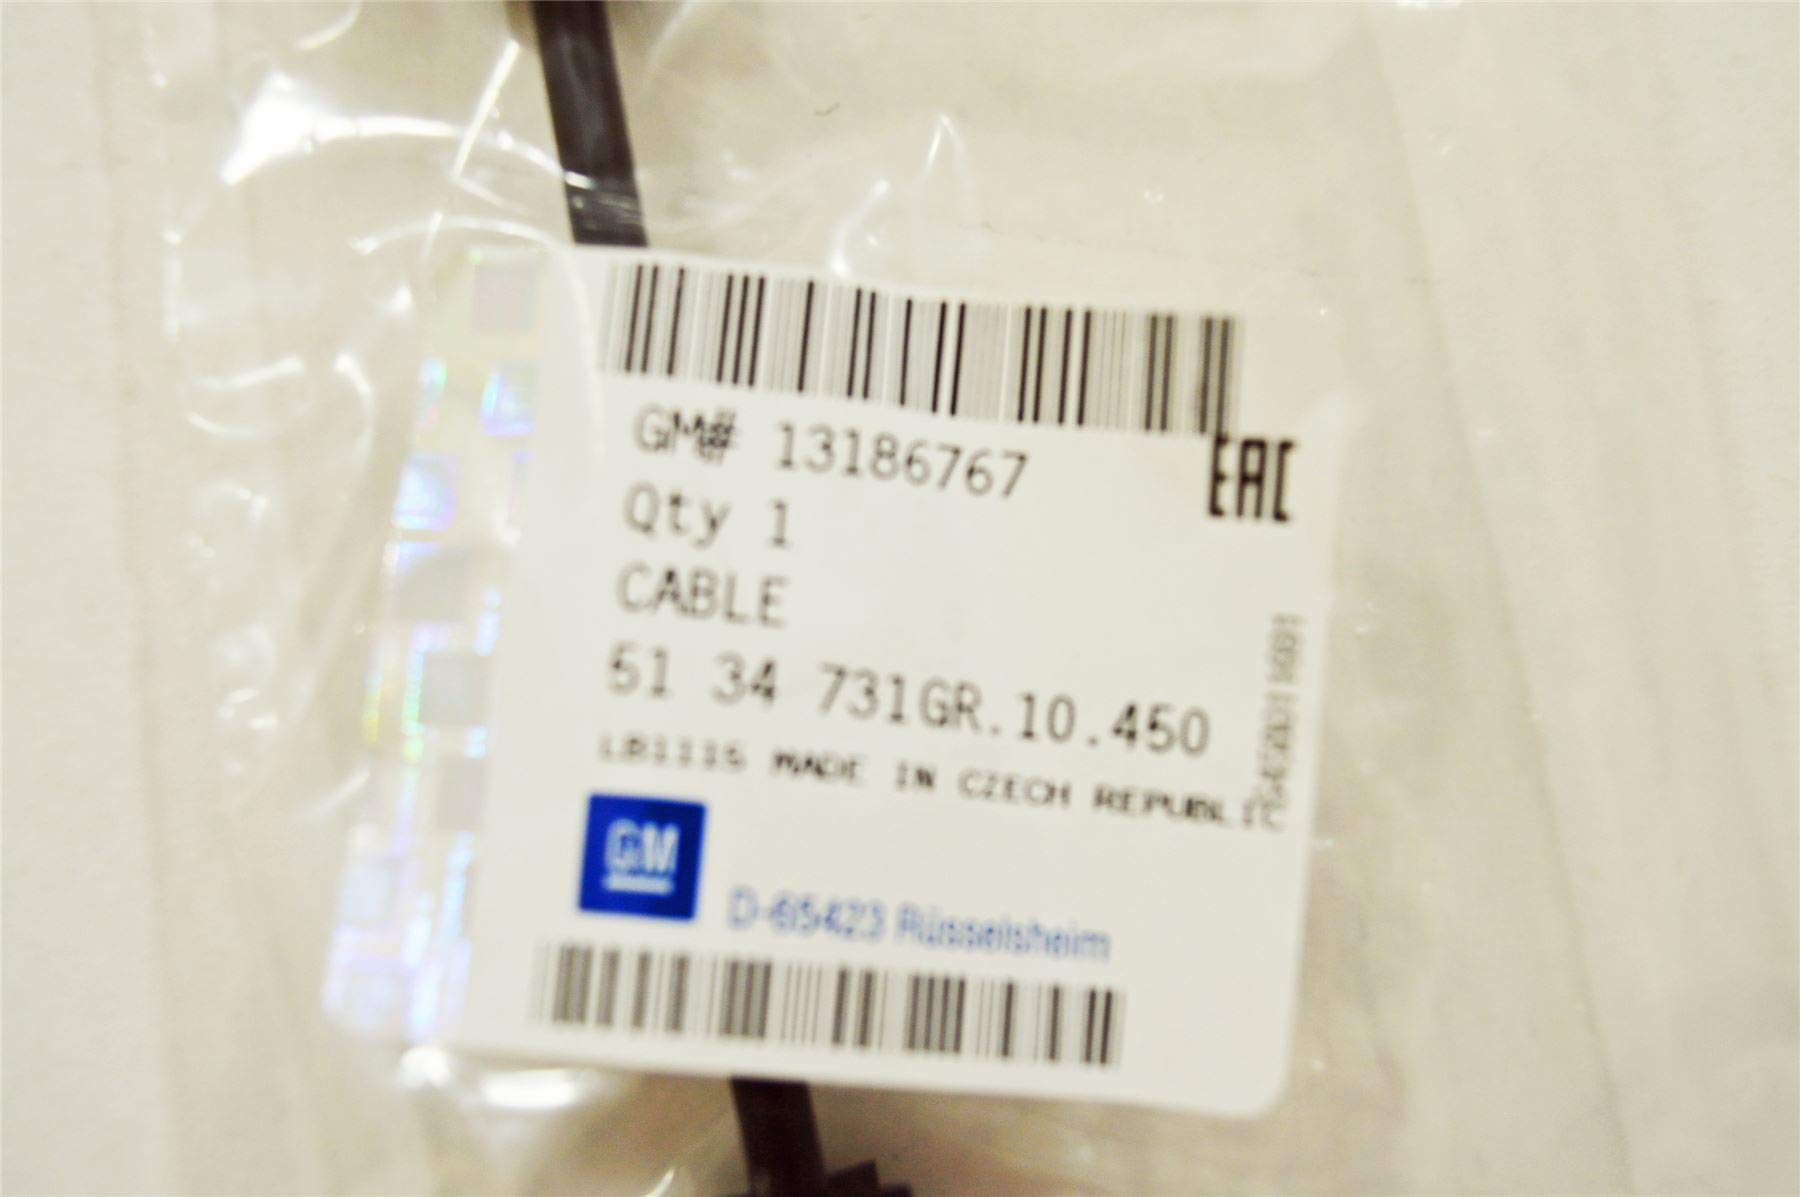 GM# 13186767
EAC
Qty 1
CABLE
51 34 731GR.10.450
LB1115 MADE IN CZECH REPUBLIC
GM
D-65423 Rüsselsheim